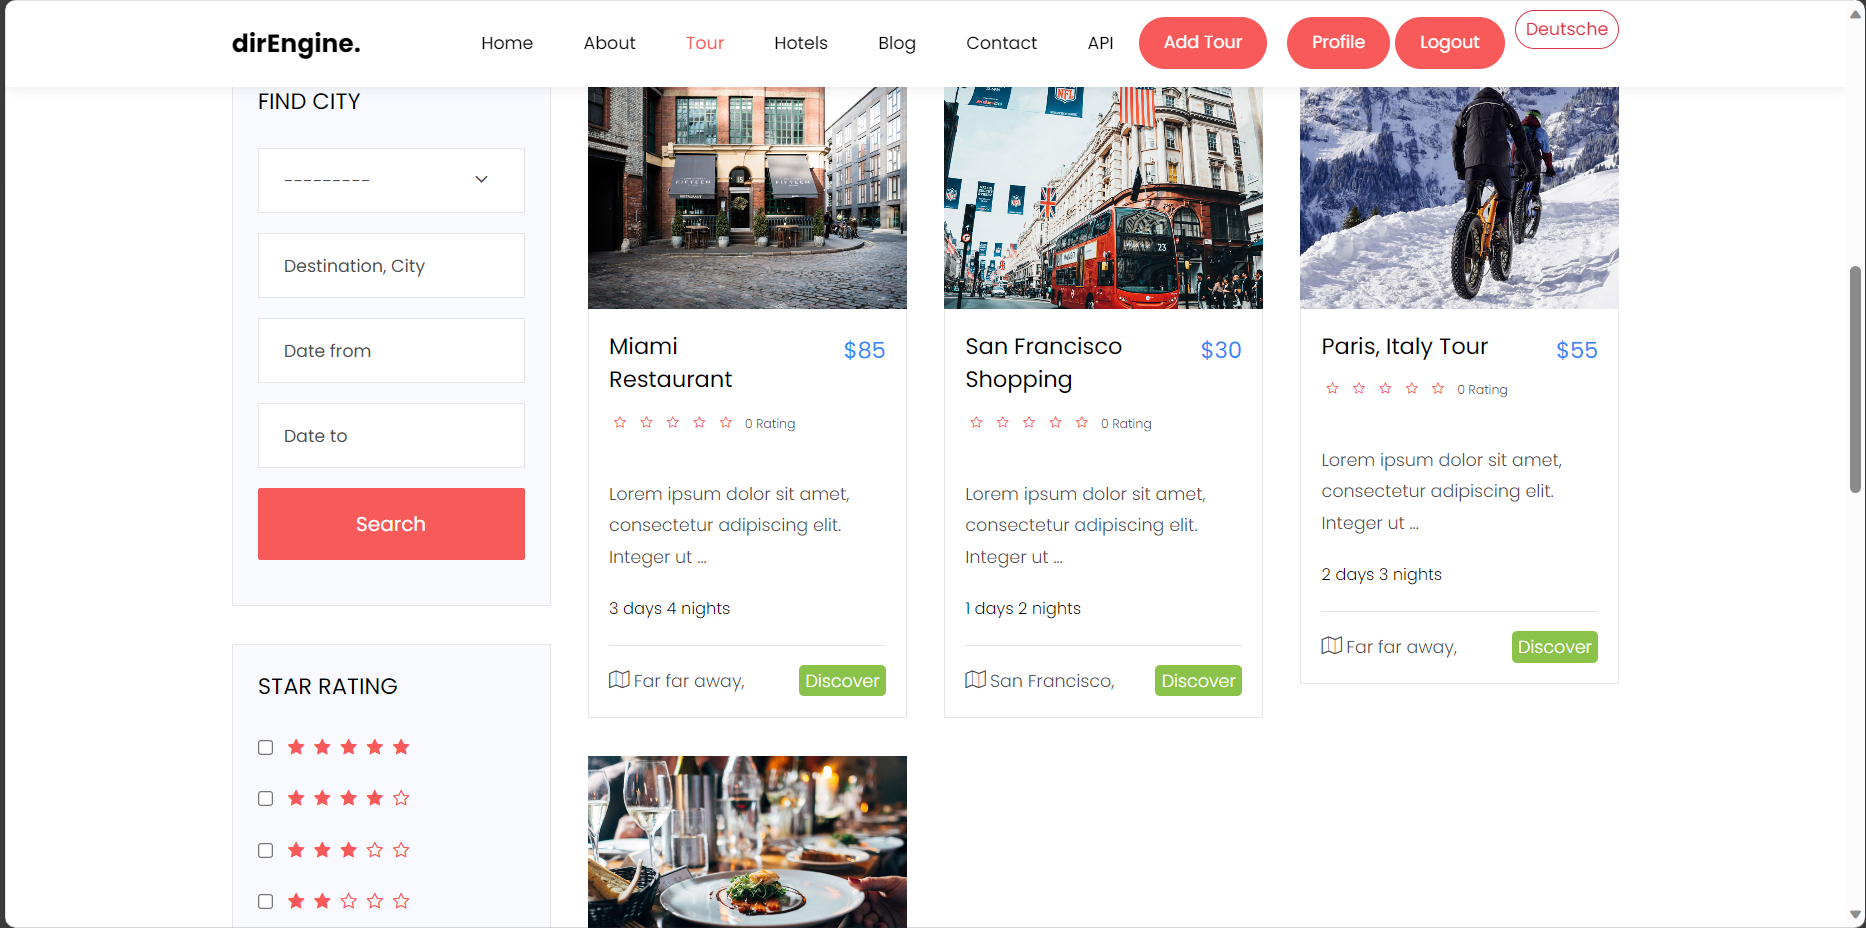 dirEngine.
Home
About
Tour
Hotels
Blog
Contact
API
Add Tour
Profile
Logout
Deutsche
FIND CITY
---------
Destination, City
Date from
Date to
Search
STAR RATING
FIFTEEN
15
Miami
Restaurant
$85
0 Rating
Lorem ipsum dolor sit amet,
consectetur adipiscing elit.
Integer ut ...
3 days 4 nights
Far far away,
Discover
NFL
23
San Francisco
Shopping
$30
0 Rating
Lorem ipsum dolor sit amet,
consectetur adipiscing elit.
Integer ut ...
1 days 2 nights
San Francisco,
Discover
Paris, Italy Tour
$55
0 Rating
Lorem ipsum dolor sit amet,
consectetur adipiscing elit.
Integer ut ...
2 days 3 nights
Far far away,
Discover